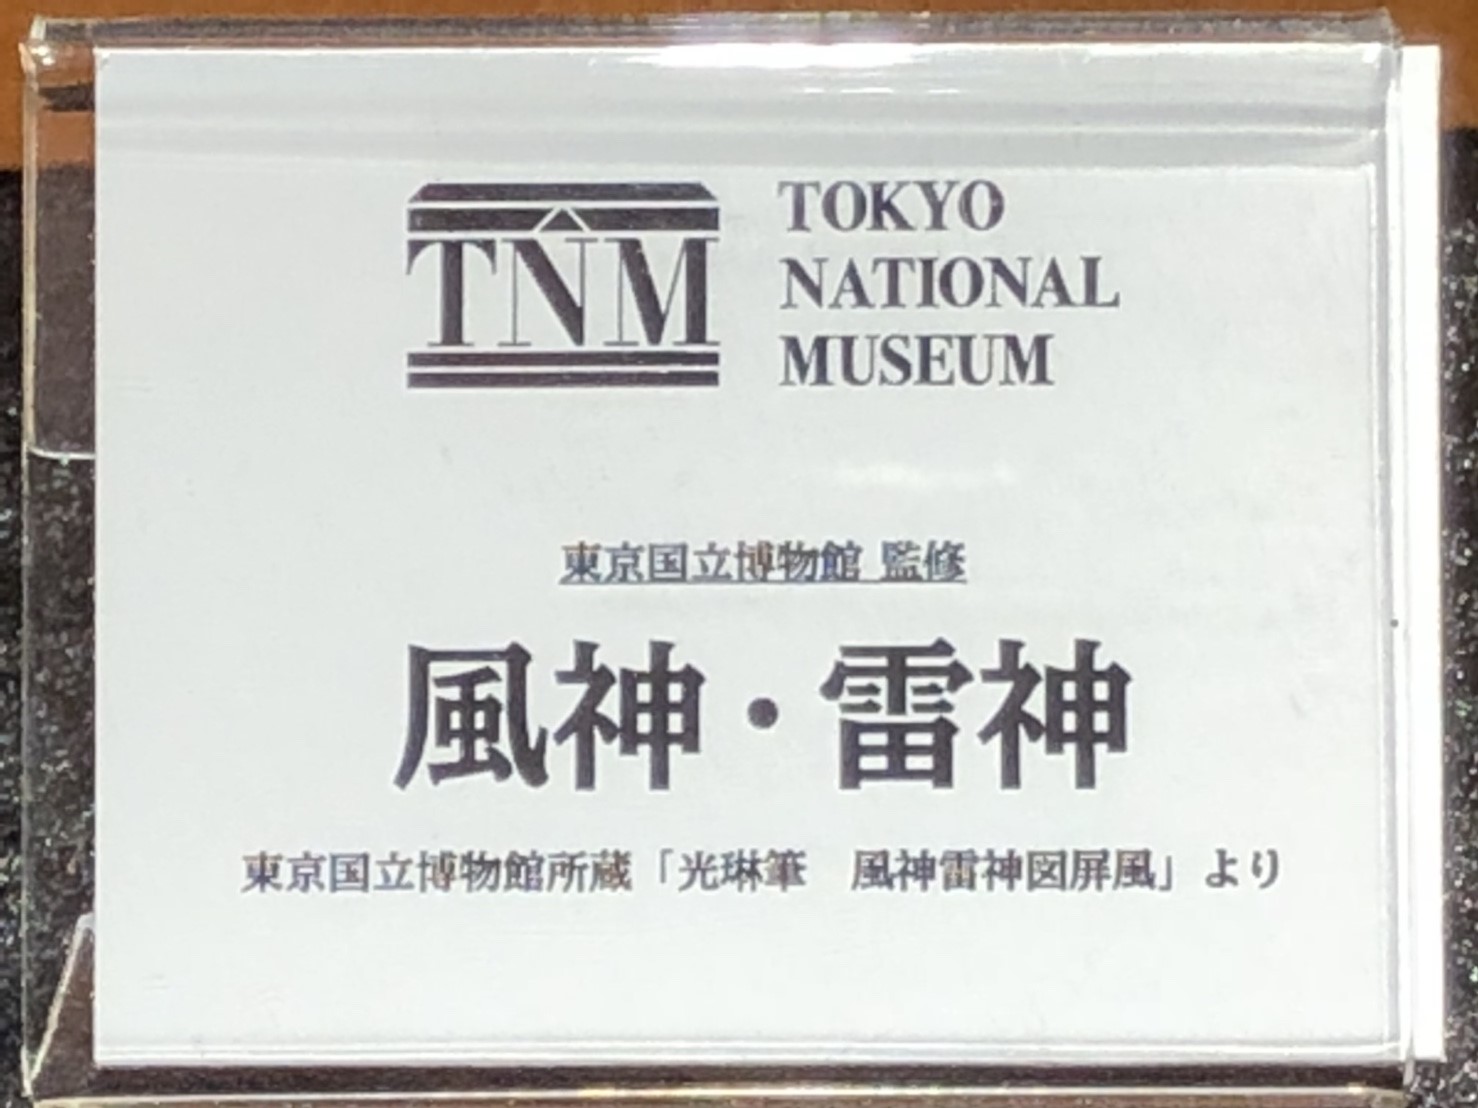 TNM
TOKYO
NATIONAL
MUSEUM
東京国立博物館 監修
風神・雷神
東京国立博物館所蔵「光琳筆　風神雷神図屏風」より